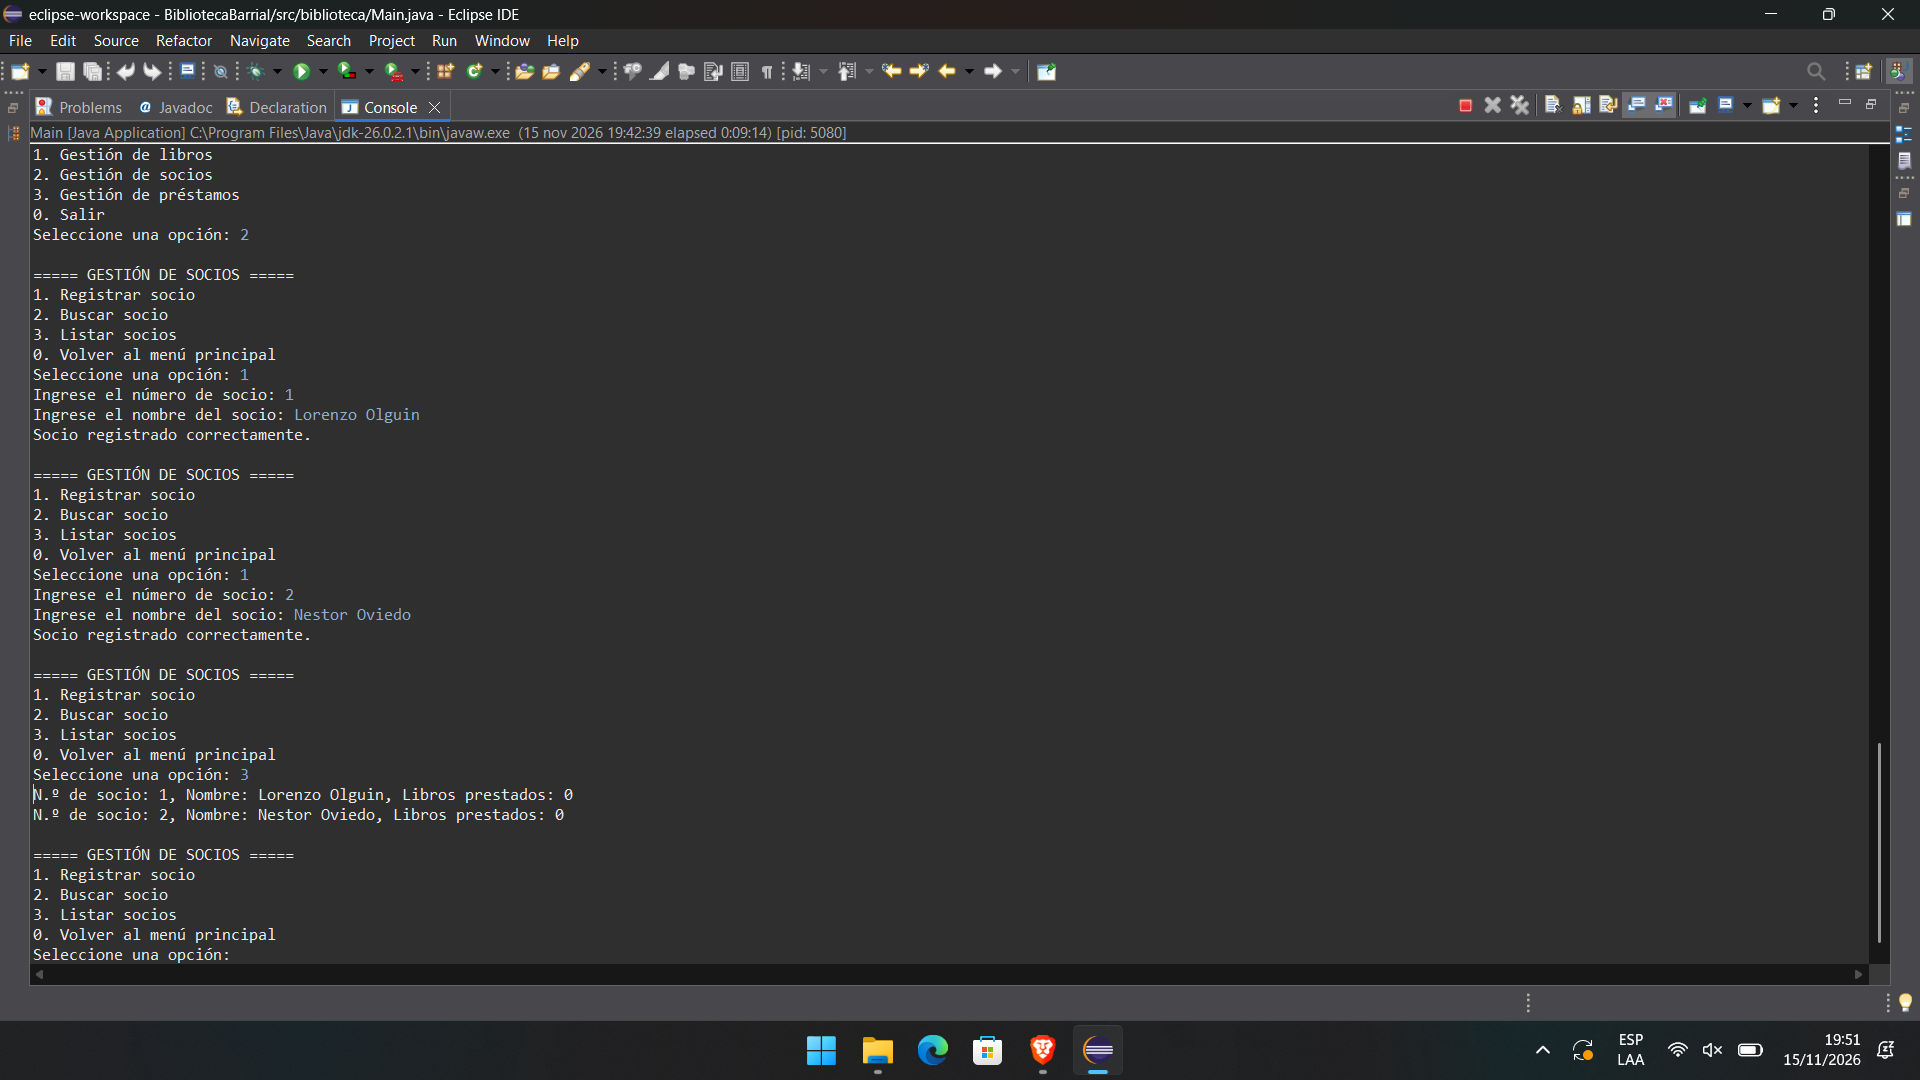 eclipse-workspace - BibliotecaBarrial/src/biblioteca/Main.java - Eclipse IDE
File Edit Source Refactor Navigate Search Project Run Window Help
Problems Javadoc Declaration Console
Main [Java Application] C:\Program Files\Java\jdk-26.0.2.1\bin\javaw.exe (15 nov 2026 19:42:39 elapsed 0:09:14) [pid: 5080]
1. Gestión de libros
2. Gestión de socios
3. Gestión de préstamos
0. Salir
Seleccione una opción: 2
===== GESTIÓN DE SOCIOS =====
1. Registrar socio
2. Buscar socio
3. Listar socios
0. Volver al menú principal
Seleccione una opción: 1
Ingrese el número de socio: 1
Ingrese el nombre del socio: Lorenzo Olguin
Socio registrado correctamente.
===== GESTIÓN DE SOCIOS =====
1. Registrar socio
2. Buscar socio
3. Listar socios
0. Volver al menú principal
Seleccione una opción: 1
Ingrese el número de socio: 2
Ingrese el nombre del socio: Nestor Oviedo
Socio registrado correctamente.
===== GESTIÓN DE SOCIOS =====
1. Registrar socio
2. Buscar socio
3. Listar socios
0. Volver al menú principal
Seleccione una opción: 3
N.º de socio: 1, Nombre: Lorenzo Olguin, Libros prestados: 0
N.º de socio: 2, Nombre: Nestor Oviedo, Libros prestados: 0
===== GESTIÓN DE SOCIOS =====
1. Registrar socio
2. Buscar socio
3. Listar socios
0. Volver al menú principal
Seleccione una opción:
ESP
LAA
19:51
15/11/2026